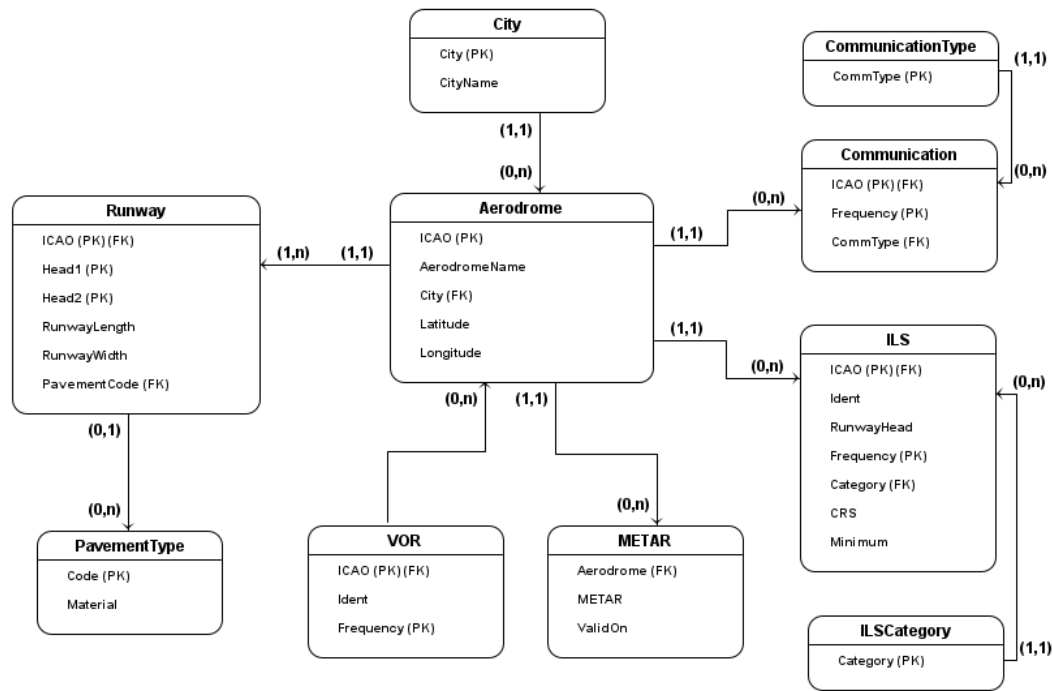 City
City (PK)
CityName
(1,1)
(0,n)
CommunicationType
CommType (PK)
(1,1)
(0,n)
Communication
ICAO (PK)(FK)
Frequency (PK)
CommType (FK)
(0,n)
(1,1)
Runway
ICAO (PK)(FK)
Head1 (PK)
Head2 (PK)
RunwayLength
RunwayWidth
PavementCode (FK)
(1,n)
(1,1)
Aerodrome
ICAO (PK)
AerodromeName
City (FK)
Latitude
Longitude
(1,1)
(0,n)
ILS
ICAO (PK)(FK)
Ident
RunwayHead
Frequency (PK)
Category (FK)
CRS
Minimum
(0,n)
(0,1)
(0,n)
PavementType
Code (PK)
Material
(0,n)
(1,1)
VOR
ICAO (PK)(FK)
Ident
Frequency (PK)
(0,n)
METAR
Aerodrome (FK)
METAR
ValidOn
ILSCategory
Category (PK)
(1,1)